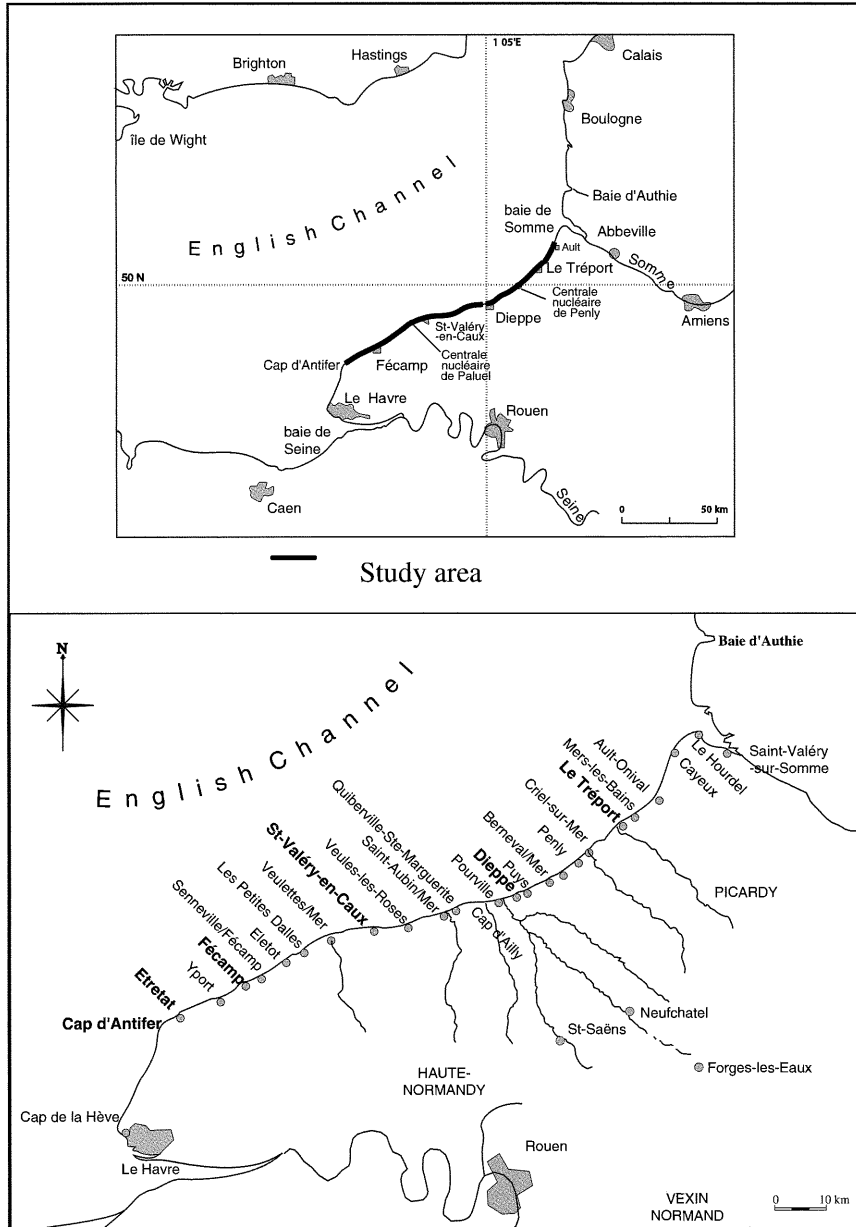 1 05'E
Calais
Hastings
Brighton
Boulogne
île de Wight
English Channel
Baie d'Authie
baie de
Somme
Abbeville
Ault
Somme
Le Tréport
50 N
Centrale
nucléaire
de Penly
Dieppe
Amiens
St-Valéry
-en-Caux
Cap d'Antifer
Fécamp
Centrale
nucléaire
de Paluel
Le Havre
Rouen
baie de
Seine
Seine
Caen
0 50 km
Study area
N
Baie d'Authie
English Channel
Saint-Valéry
-sur-Somme
Le Hourdel
Cayeux
Ault-Onival
Mers-les-Bains
Le Tréport
Criel-sur-Mer
Penly
Berneval/Mer
Puys
Dieppe
Pourville
Cap d'Ailly
Quiberville-Ste-Marguerite
Saint-Aubin/Mer
Veules-les-Roses
St-Valéry-en-Caux
Veulettes/Mer
Les Petites Dalles
Eletot
Senneville/Fécamp
Fécamp
Yport
Etretat
Cap d'Antifer
PICARDY
Neufchatel
St-Saëns
Forges-les-Eaux
HAUTE-
NORMANDY
Cap de la Hève
Le Havre
Rouen
VEXIN
NORMAND
0 10 km